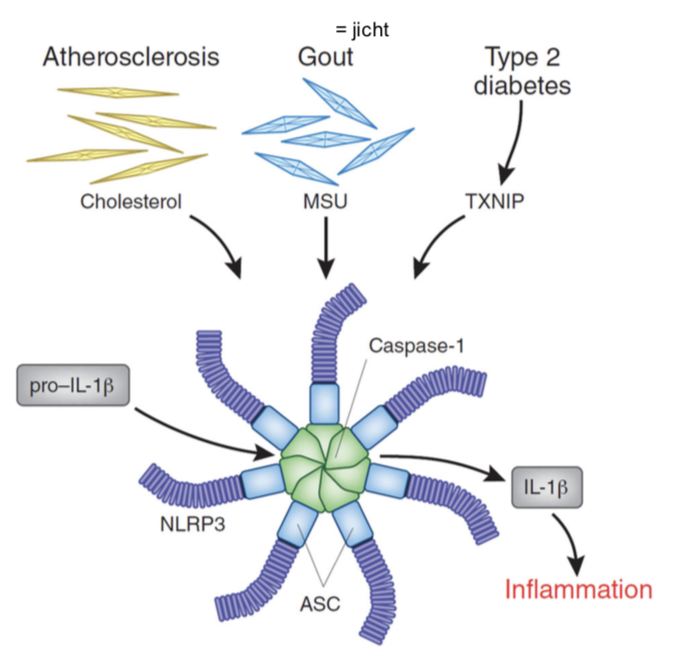 = jicht
Atherosclerosis
Gout
Type 2
diabetes
Cholesterol
MSU
TXNIP
Caspase-1
pro–IL-1β
IL-1β
NLRP3
Inflammation
ASC